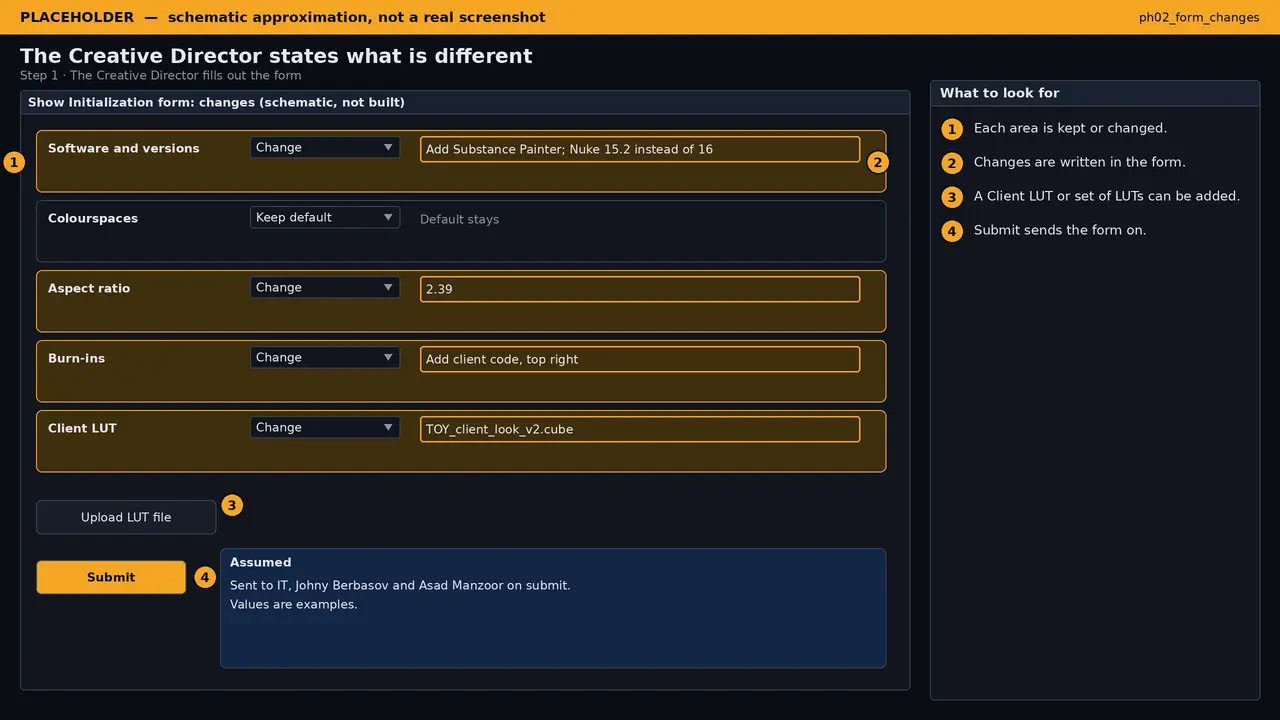 PLACEHOLDER — schematic approximation, not a real screenshot
ph02_form_changes
The Creative Director states what is different
Step 1 · The Creative Director fills out the form
Show Initialization form: changes (schematic, not built)
1
Software and versions
Change
Add Substance Painter; Nuke 15.2 instead of 16
2
Colourspaces
Keep default
Default stays
Aspect ratio
Change
2.39
Burn-ins
Change
Add client code, top right
Client LUT
Change
TOY_client_look_v2.cube
Upload LUT file
3
Submit
4
Assumed
Sent to IT, Johny Berbasov and Asad Manzoor on submit.
Values are examples.
What to look for
1 Each area is kept or changed.
2 Changes are written in the form.
3 A Client LUT or set of LUTs can be added.
4 Submit sends the form on.